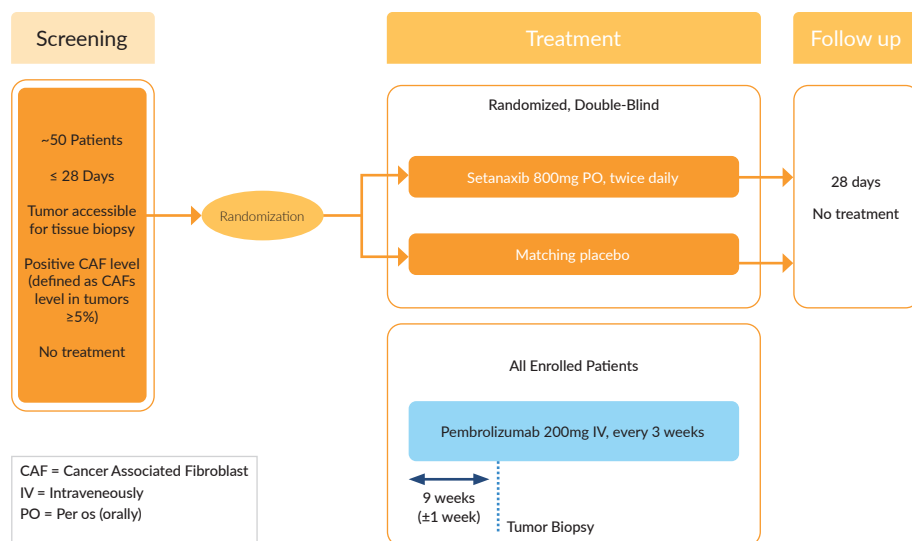 Screening
Treatment
Follow up
~50 Patients
≤ 28 Days
Tumor accessible
for tissue biopsy
Positive CAF level
(defined as CAFs
level in tumors
≥5%)
No treatment
Randomization
Randomized, Double-Blind
Setanaxib 800mg PO, twice daily
Matching placebo
28 days
No treatment
All Enrolled Patients
Pembrolizumab 200mg IV, every 3 weeks
9 weeks
(±1 week)
Tumor Biopsy
CAF = Cancer Associated Fibroblast
IV = Intraveneously
PO = Per os (orally)